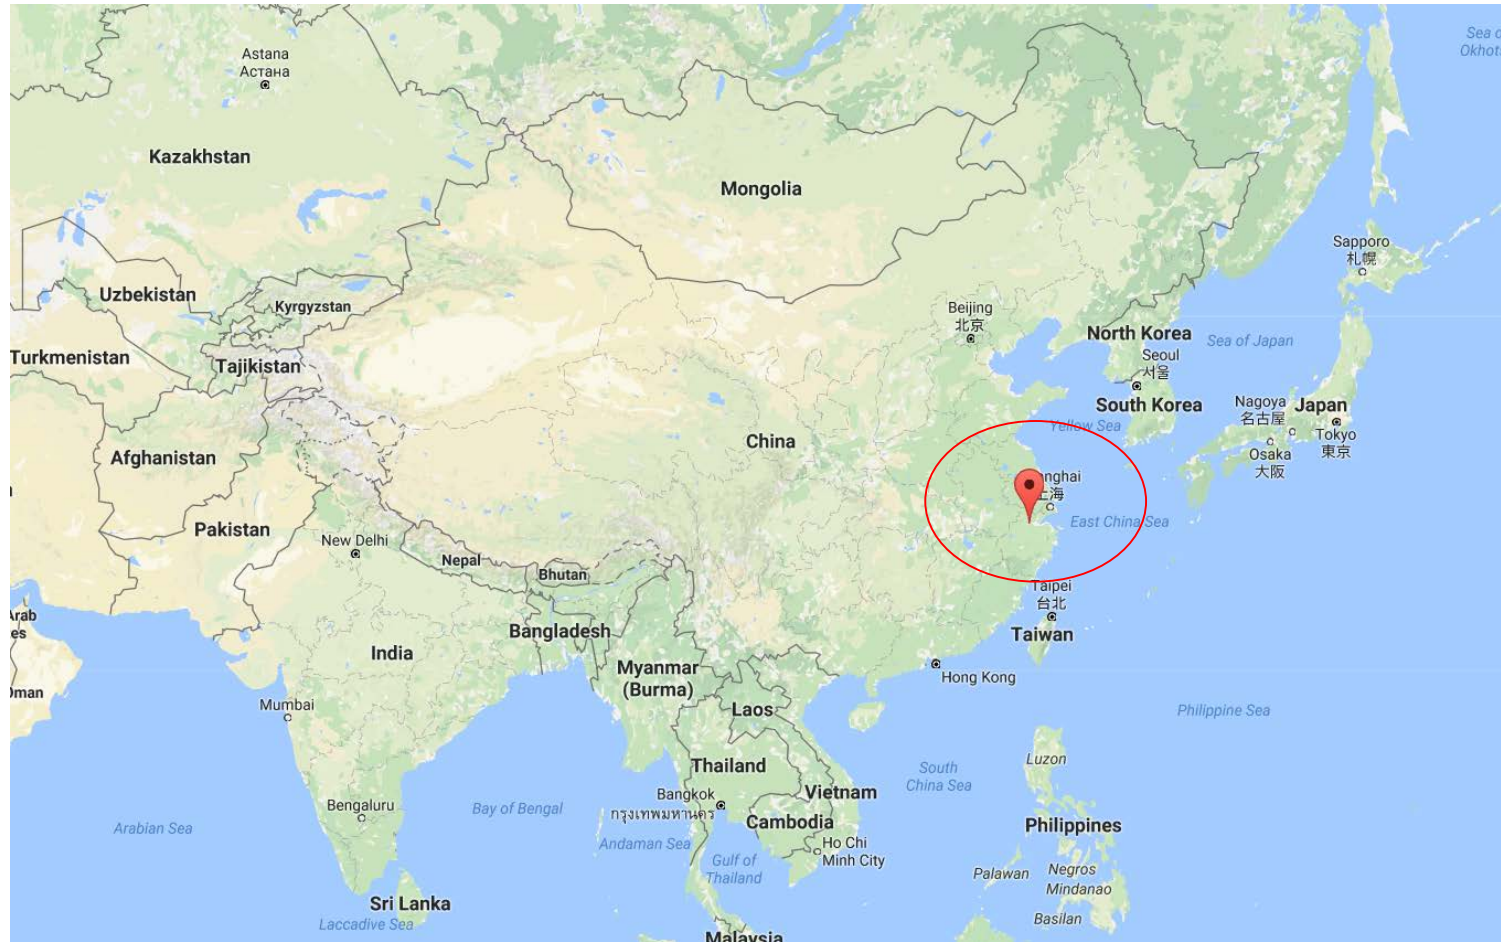 Sea o
Okhots
Astana
Астана
Kazakhstan
Mongolia
Sapporo
札幌
Uzbekistan
Kyrgyzstan
Beijing
北京
North Korea
Sea of Japan
Turkmenistan
Tajikistan
Seoul
서울
South Korea
Nagoya
名古屋
Japan
Tokyo
東京
Yellow Sea
China
Osaka
大阪
Afghanistan
nghai
上海
East China Sea
Pakistan
New Delhi
Nepal
Bhutan
Taipei
台北
Taiwan
Arab
es
Bangladesh
India
Myanmar
(Burma)
Hong Kong
Oman
Mumbai
Laos
Philippine Sea
Luzon
Thailand
South
China Sea
Bangkok
กรุงเทพมหานคร
Vietnam
Bengaluru
Bay of Bengal
Cambodia
Philippines
Arabian Sea
Andaman Sea
Ho Chi
Minh City
Gulf of
Thailand
Palawan
Negros
Mindanao
Sri Lanka
Laccadive Sea
Basilan
Malaysia